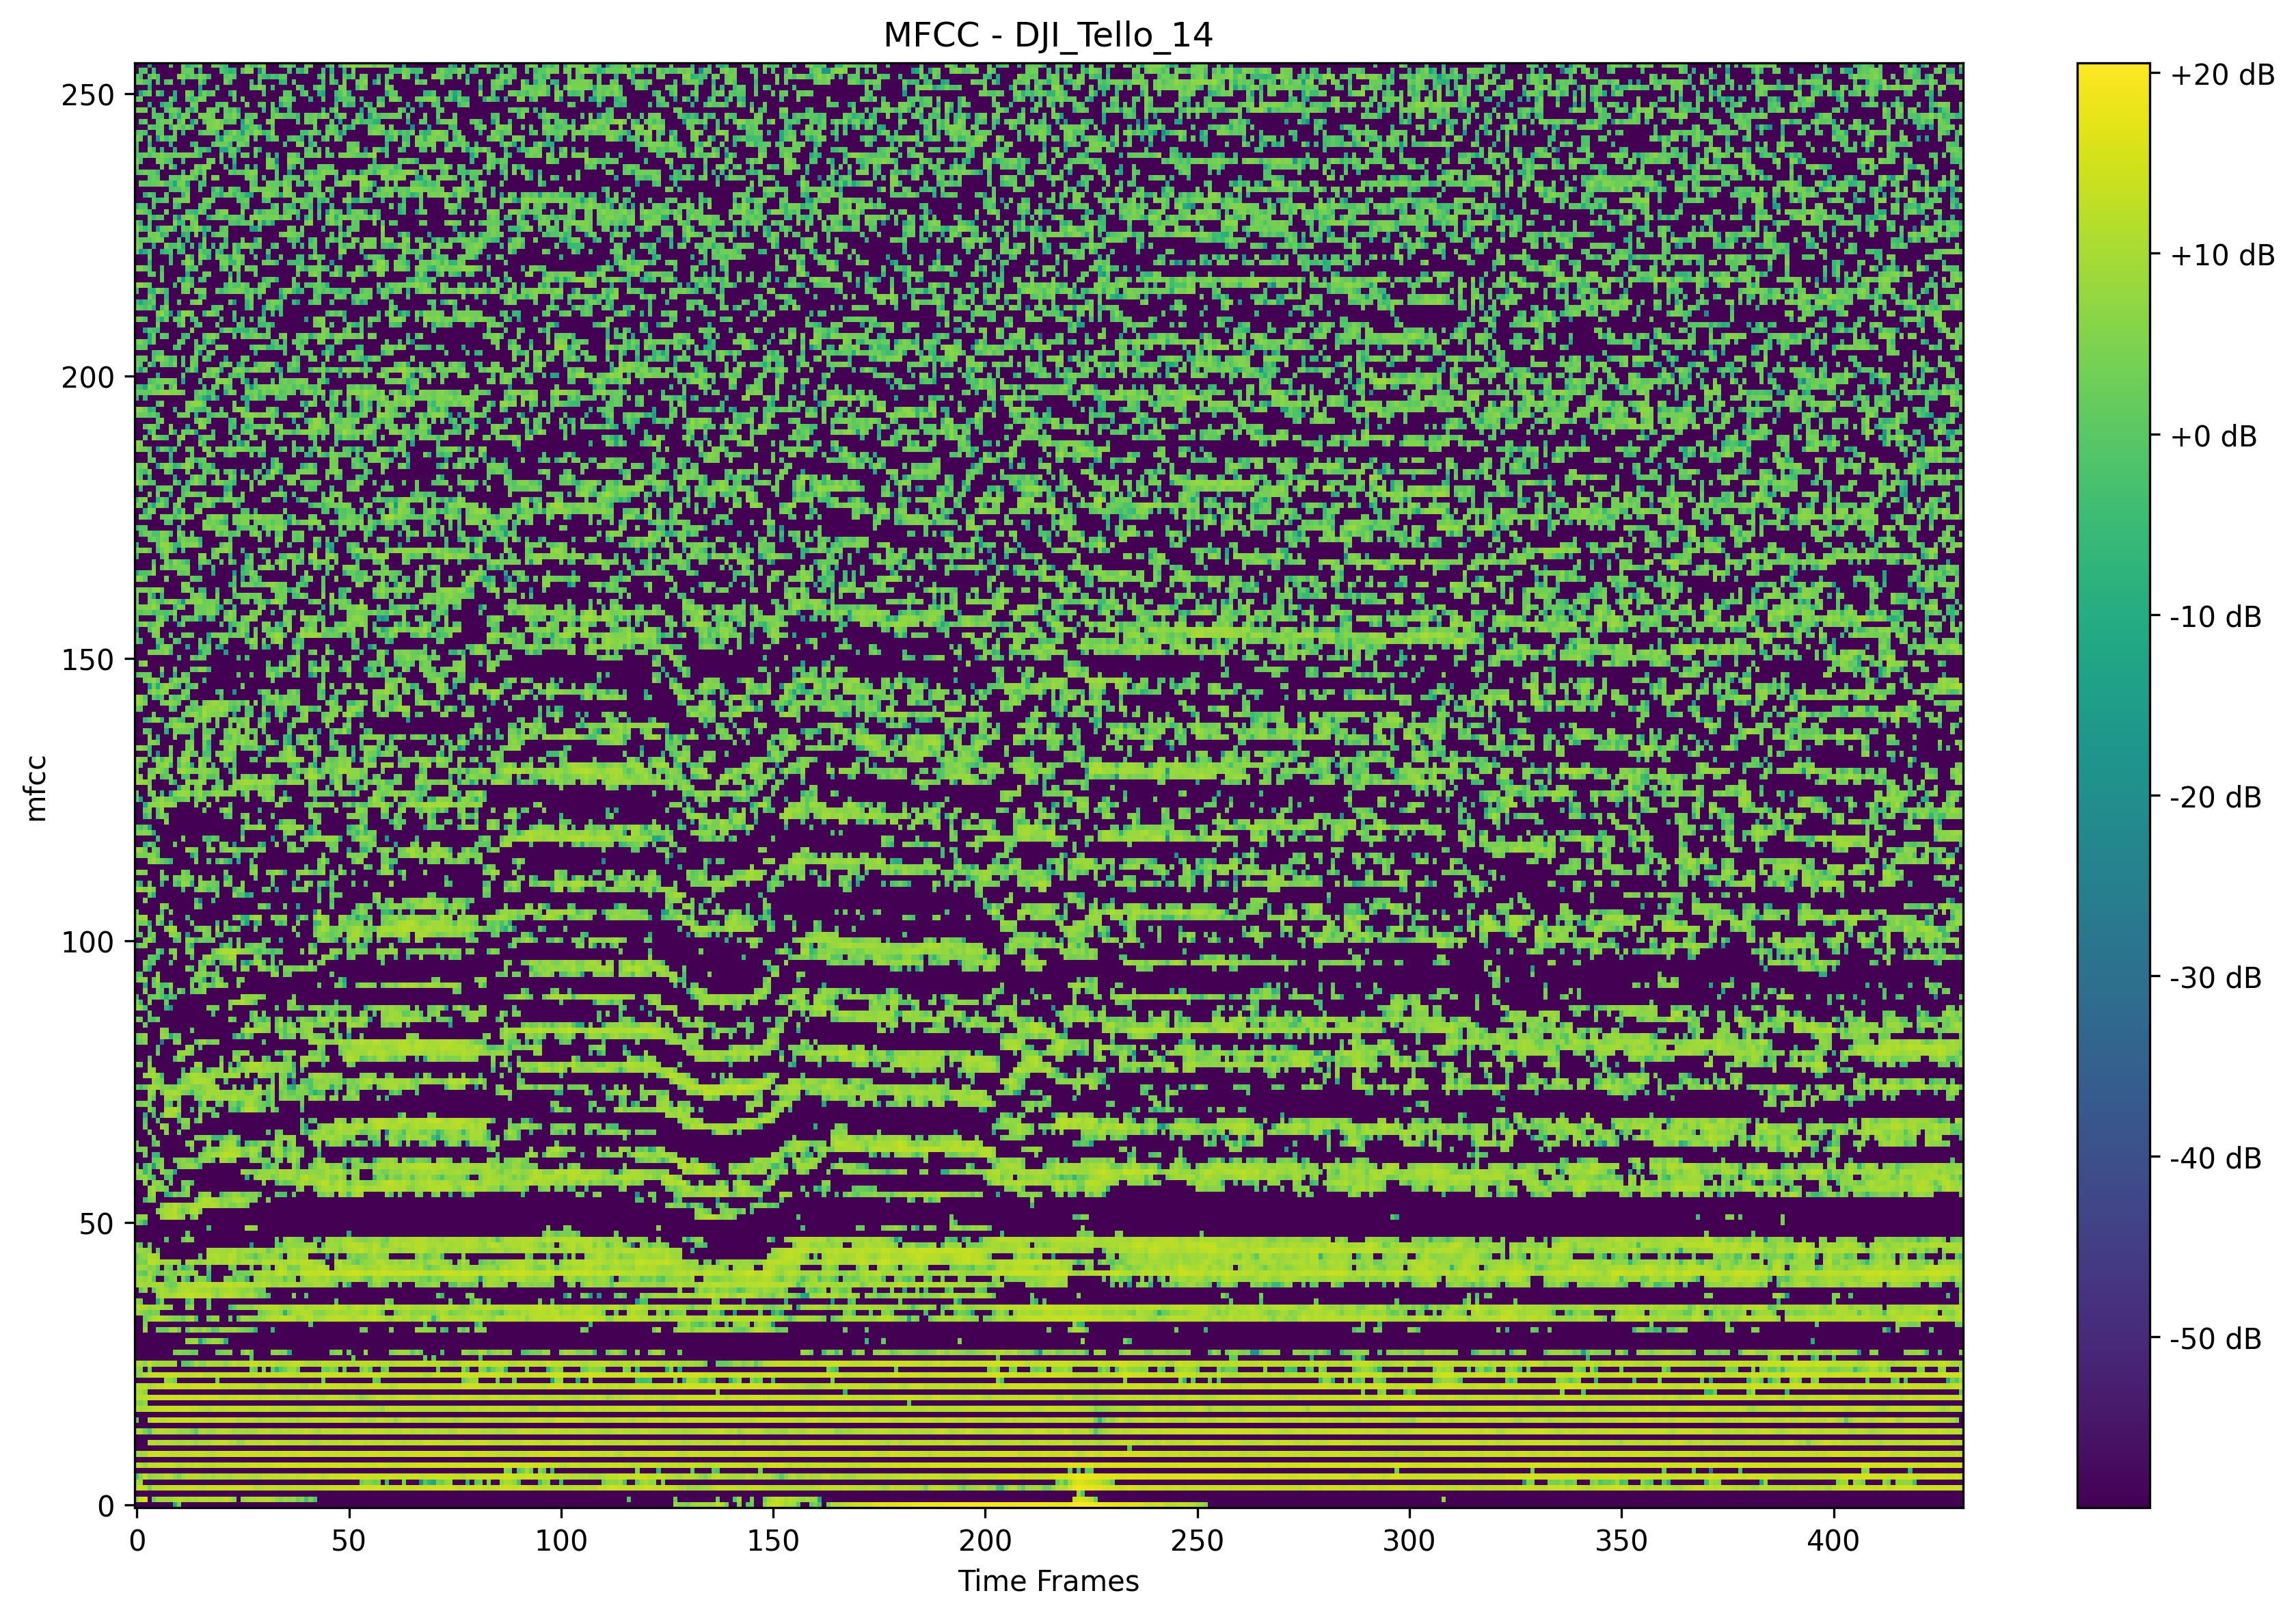 MFCC - DJI_Tello_14
250
200
150
100
50
0
mfcc
0 50 100 150 200 250 300 350 400
Time Frames
+20 dB
+10 dB
+0 dB
-10 dB
-20 dB
-30 dB
-40 dB
-50 dB